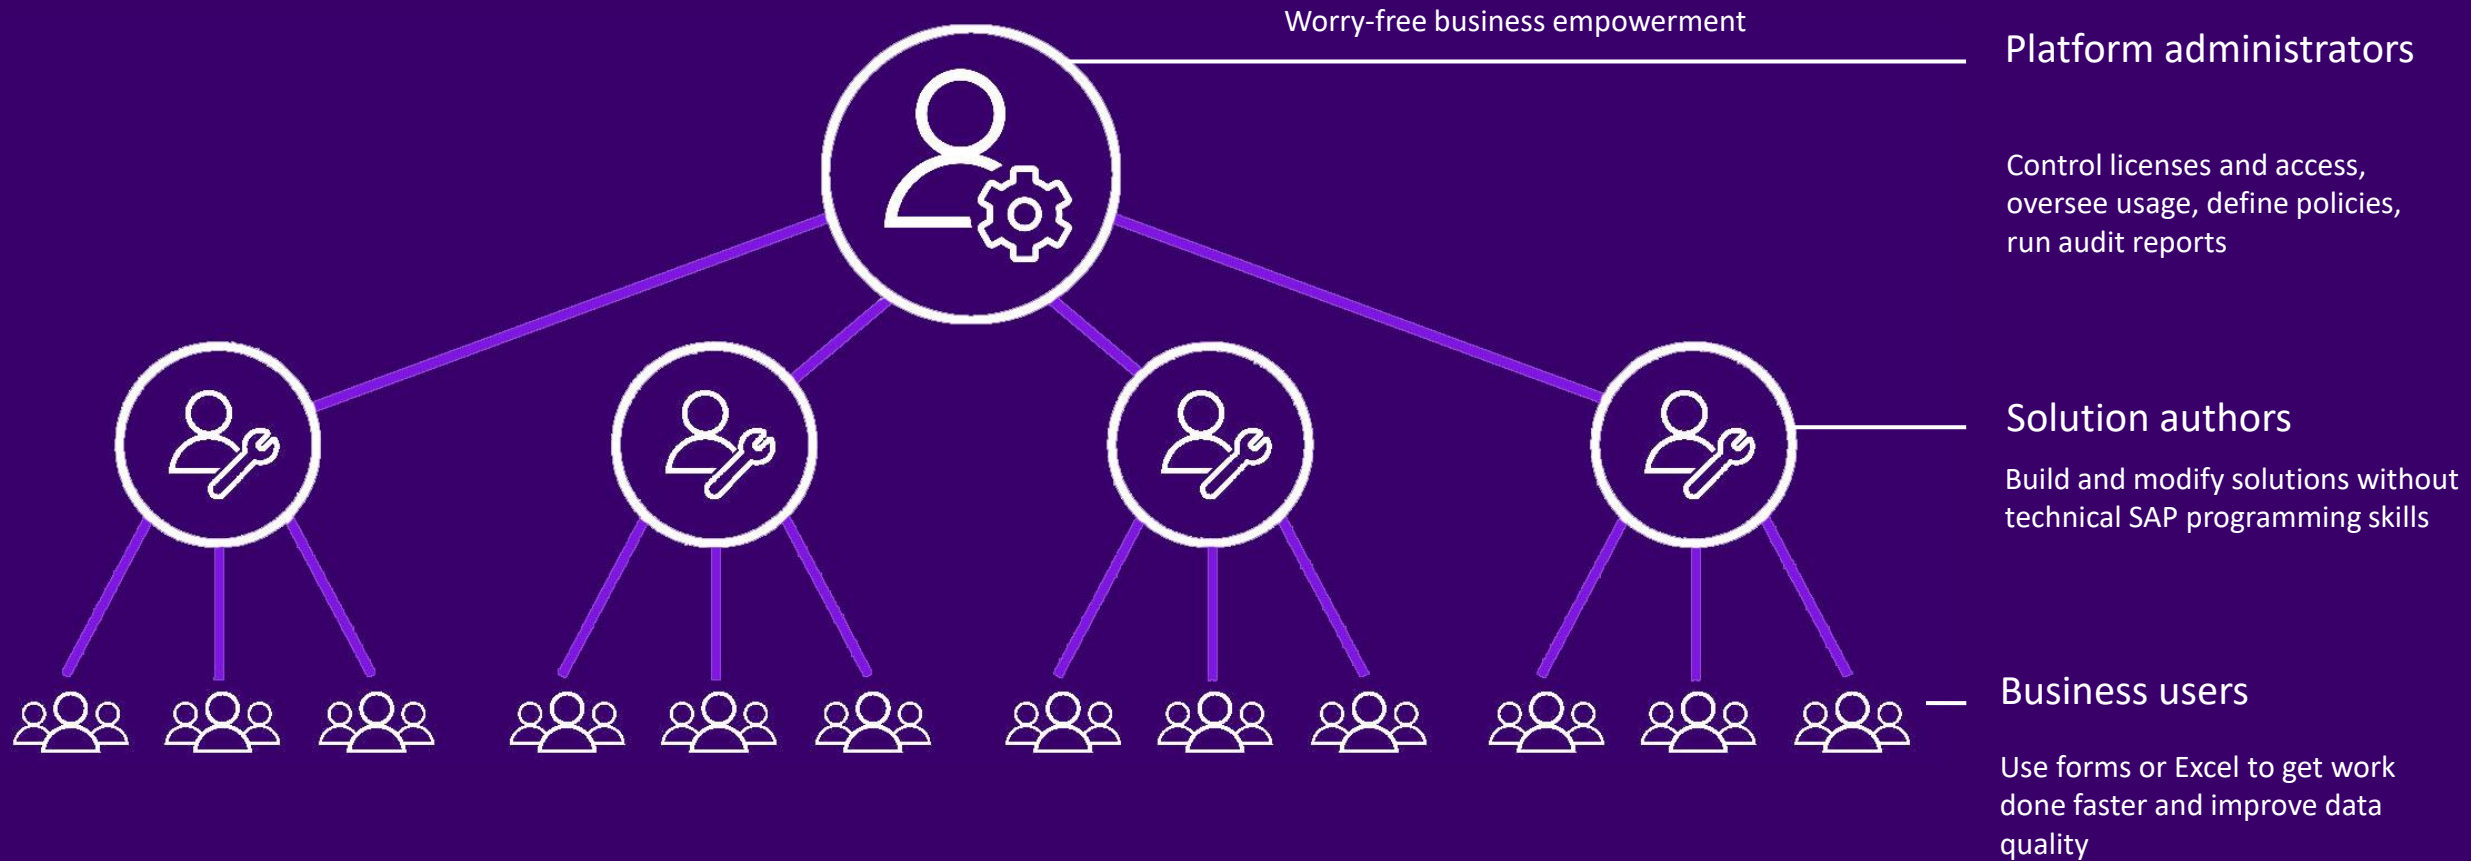 Worry-free business empowerment
Platform administrators
Control licenses and access,
oversee usage, define policies,
run audit reports
Solution authors
Build and modify solutions without
technical SAP programming skills
Business users
Use forms or Excel to get work
done faster and improve data
quality